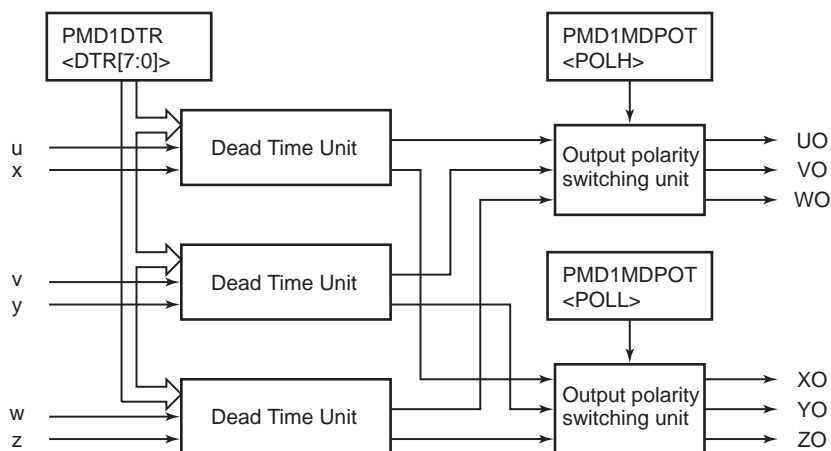 PMD1DTR
<DTR[7:0]>
PMD1MDPOT
<POLH>
u
x
Dead Time Unit
Output polarity
switching unit
UO
VO
WO
v
y
Dead Time Unit
PMD1MDPOT
<POLL>
w
z
Dead Time Unit
Output polarity
switching unit
XO
YO
ZO